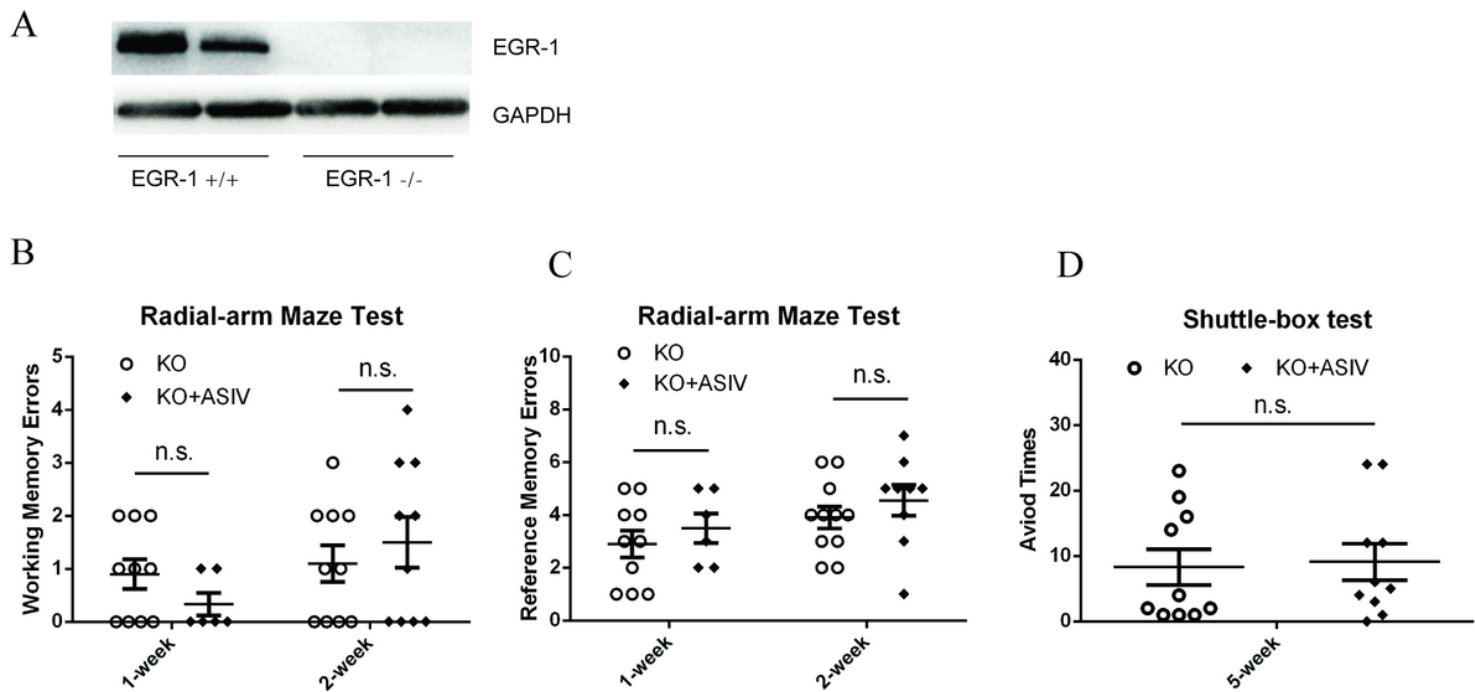 A
EGR-1
GAPDH
EGR-1 +/+ EGR-1 -/-
B
Radial-arm Maze Test
Working Memory Errors
5
4
3
2
1
0
KO
KO+ASIV
n.s.
n.s.
1-week
2-week
C
Radial-arm Maze Test
Reference Memory Errors
10
8
6
4
2
0
KO
KO+ASIV
n.s.
n.s.
1-week
2-week
D
Shuttle-box test
Aviod Times
40
30
20
10
0
KO KO+ASIV
n.s.
5-week